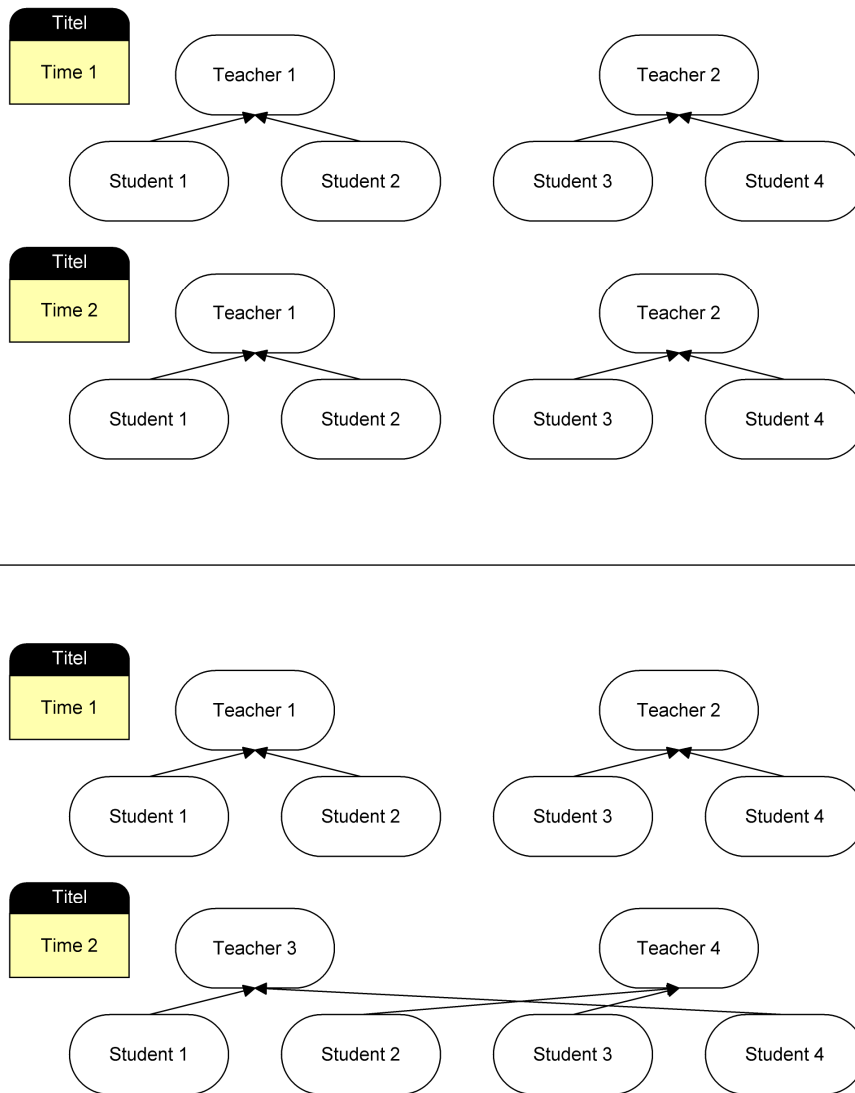 Titel
Time 1
Teacher 1
Teacher 2
Student 1
Student 2
Student 3
Student 4
Titel
Time 2
Teacher 1
Teacher 2
Student 1
Student 2
Student 3
Student 4
Titel
Time 1
Teacher 1
Teacher 2
Student 1
Student 2
Student 3
Student 4
Titel
Time 2
Teacher 3
Teacher 4
Student 1
Student 2
Student 3
Student 4